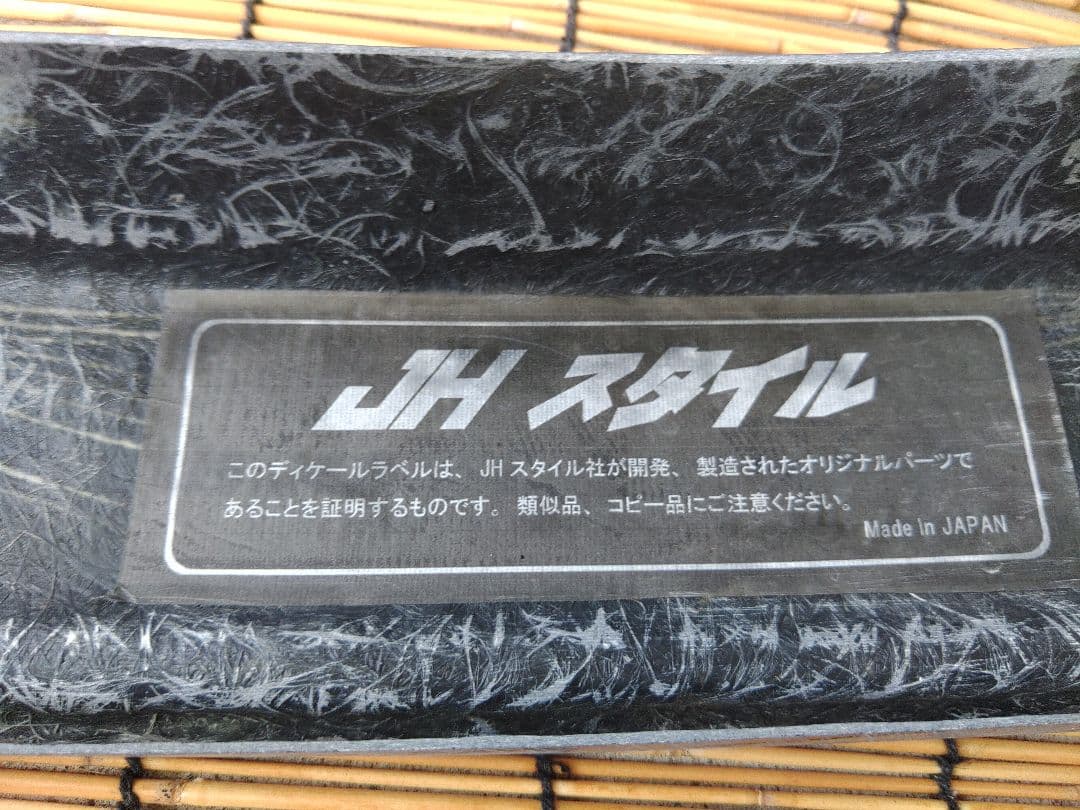 JH スタイル
このディケールラベルは、JH スタイル社が開発、製造されたオリジナルパーツで
あることを証明するものです。類似品、コピー品にご注意ください。
Made in JAPAN